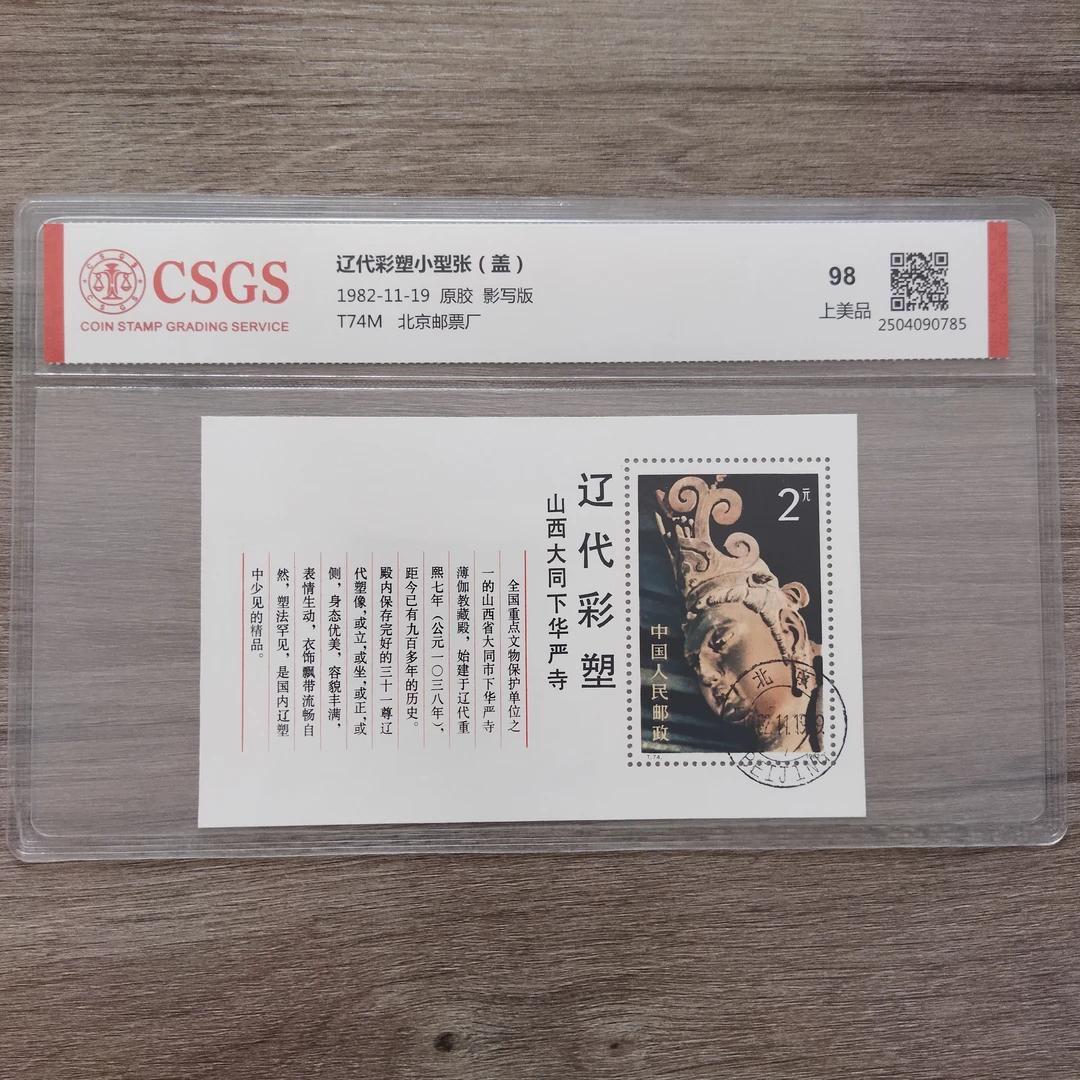 CSGS
COIN STAMP GRADING SERVICE
辽代彩塑小型张（盖）
1982-11-19 原胶 影写版
T74M 北京邮票厂
98
上美品
2504090785
辽代彩塑
山西大同下华严寺
全国重点文物保护单位之
一的山西省大同市下华严寺
薄伽教藏殿，始建于辽代重
熙七年（公元一〇三八年），
距今已有九百多年的历史。
殿内保存完好的三十一尊辽
代塑像，或立，或坐，或正，或
侧，身态优美，容貌丰满，
表情生动，衣饰飘带流畅自
然，塑法罕见，是国内辽塑
中少见的精品。
2元
中国人民邮政
T.74.
北
BEIJING